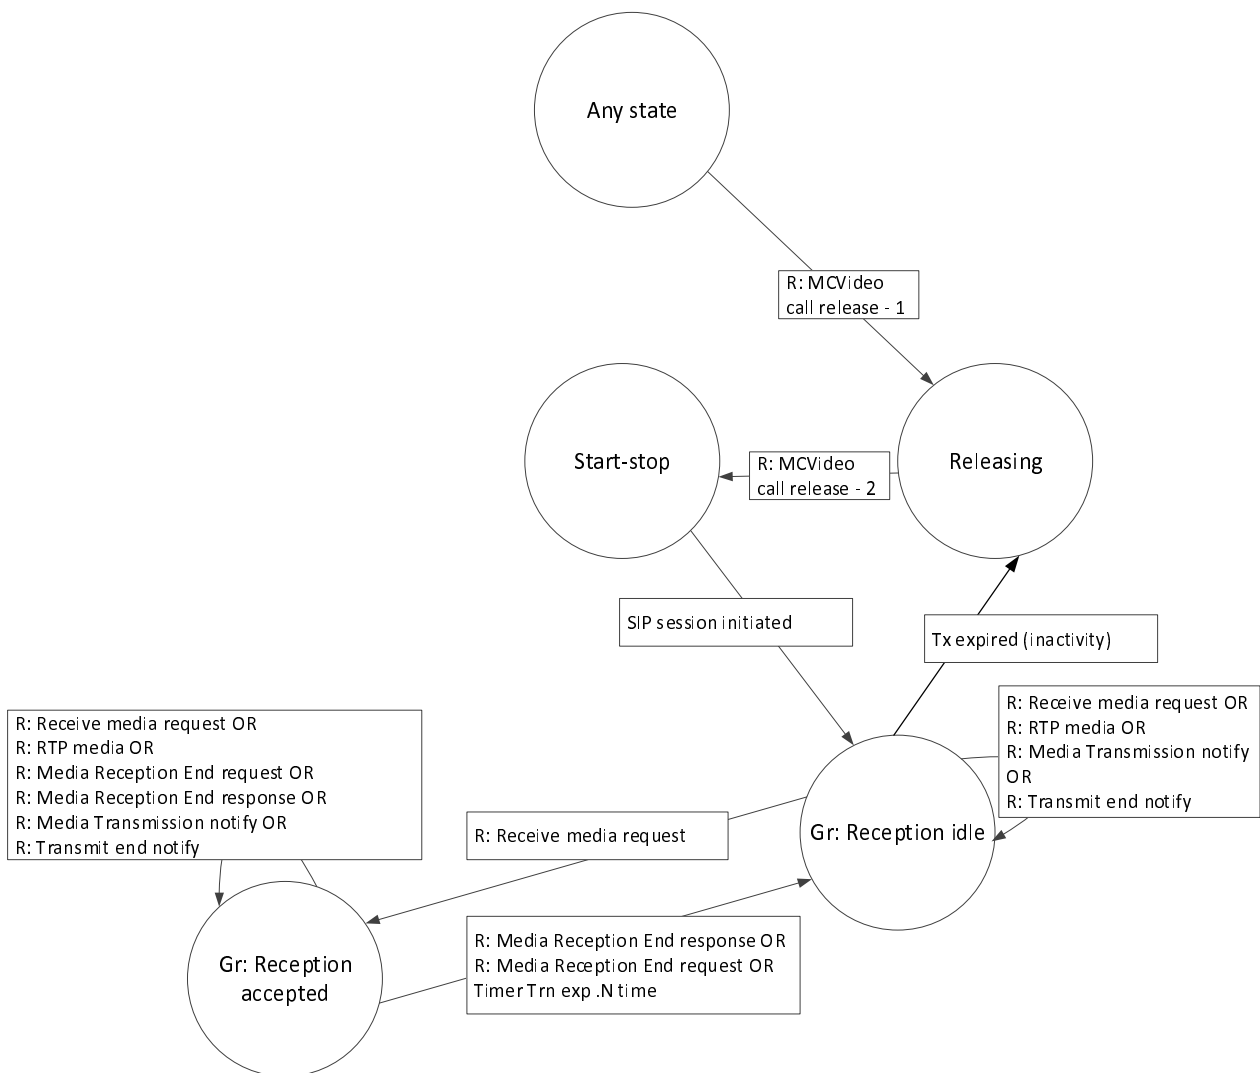 Any state
R: MCVideo
call release - 1
Start-stop
R: MCVideo
call release - 2
Releasing
SIP session initiated
Tx expired (inactivity)
R: Receive media request OR
R: RTP media OR
R: Media Transmission notify
OR
R: Transmit end notify
R: Receive media request OR
R: RTP media OR
R: Media Reception End request OR
R: Media Reception End response OR
R: Media Transmission notify OR
R: Transmit end notify
R: Receive media request
Gr: Reception idle
R: Media Reception End response OR
R: Media Reception End request OR
Timer Trn exp .N time
Gr: Reception
accepted